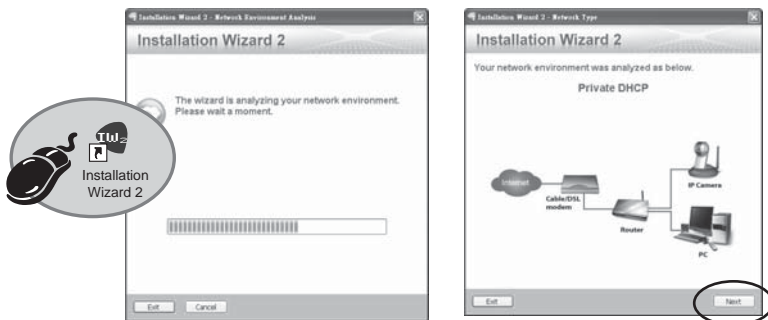 Installation Wizard 2 - Network Environment Analysis
Installation Wizard 2
The wizard is analyzing your network environment.
Please wait a moment.
IW2
Installation
Wizard 2
Exit
Cancel
Installation Wizard 2 - Network Type
Installation Wizard 2
Your network environment was analyzed as below.
Private DHCP
Internet
Cable/DSL
modem
IP Camera
Router
PC
Exit
Next